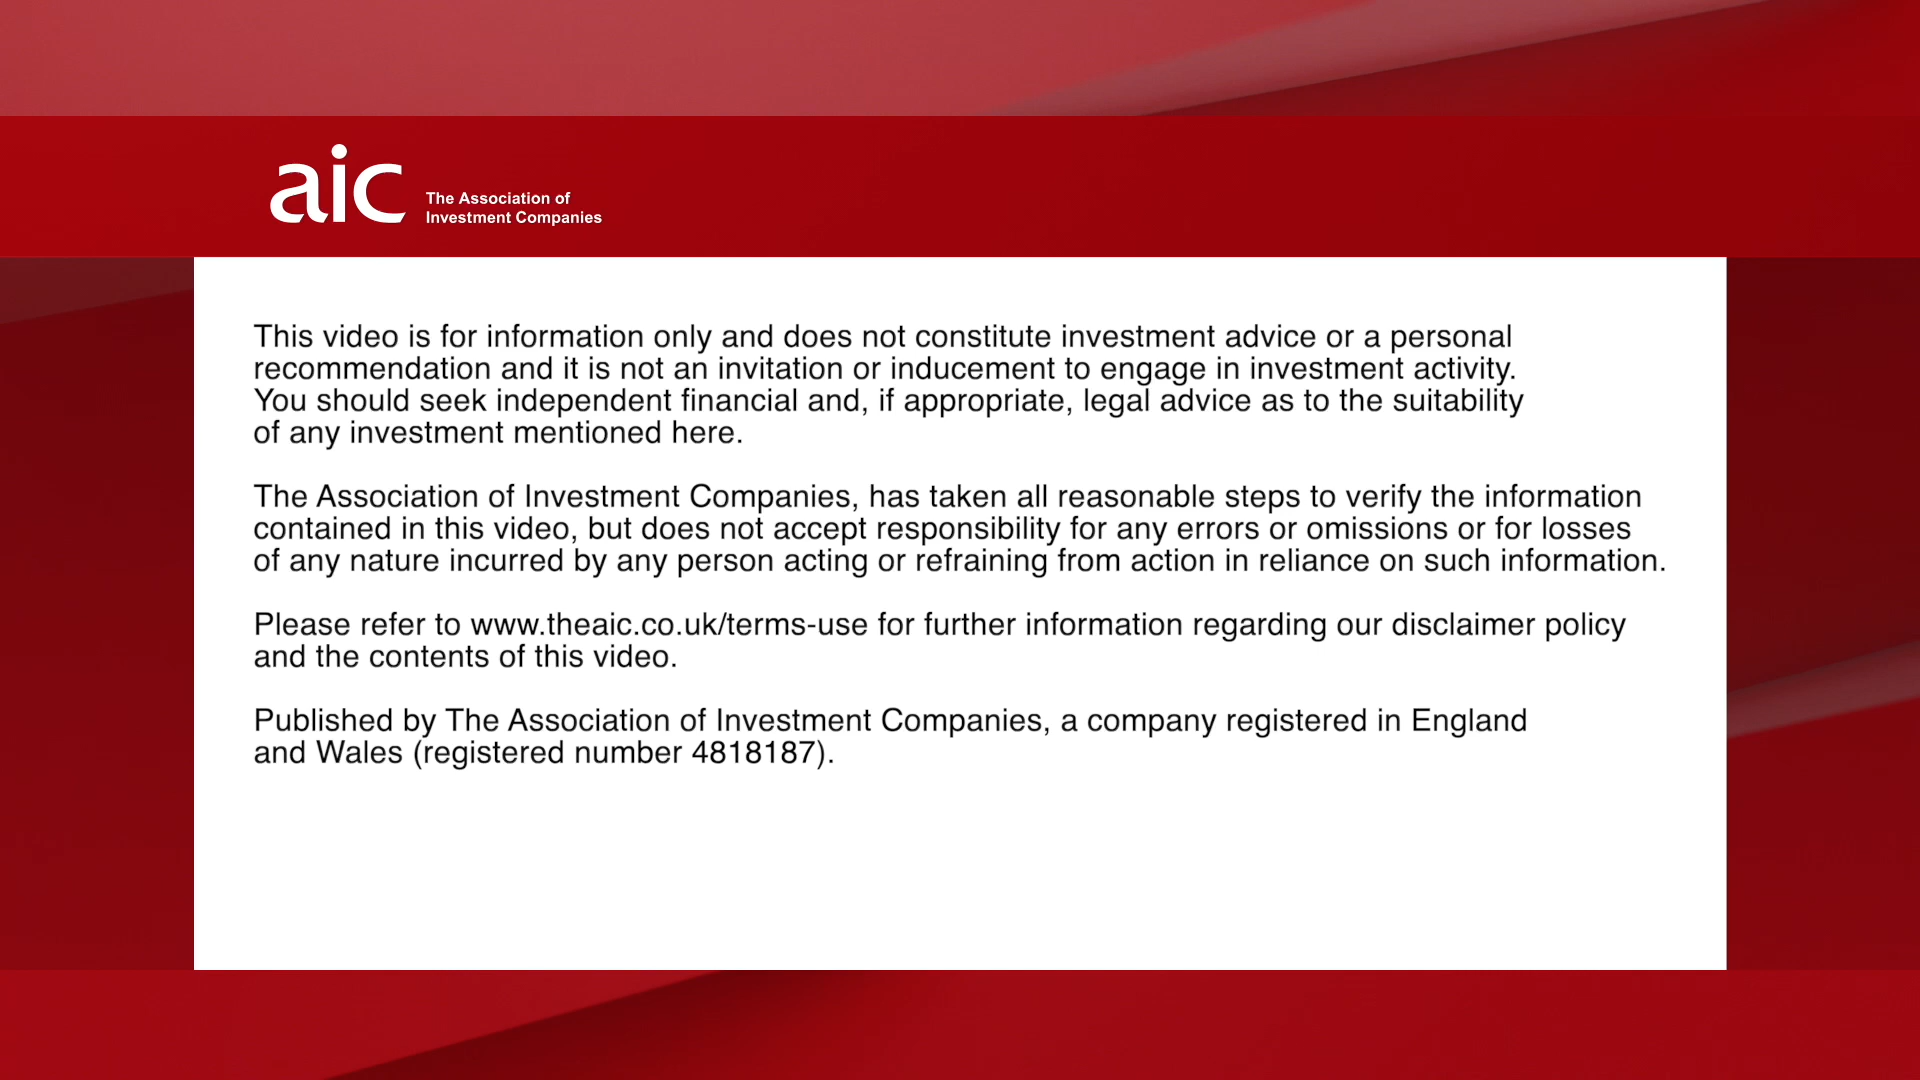 aic
The Association of
Investment Companies
This video is for information only and does not constitute investment advice or a personal
recommendation and it is not an invitation or inducement to engage in investment activity.
You should seek independent financial and, if appropriate, legal advice as to the suitability
of any investment mentioned here.
The Association of Investment Companies, has taken all reasonable steps to verify the information
contained in this video, but does not accept responsibility for any errors or omissions or for losses
of any nature incurred by any person acting or refraining from action in reliance on such information.
Please refer to www.theaic.co.uk/terms-use for further information regarding our disclaimer policy
and the contents of this video.
Published by The Association of Investment Companies, a company registered in England
and Wales (registered number 4818187).